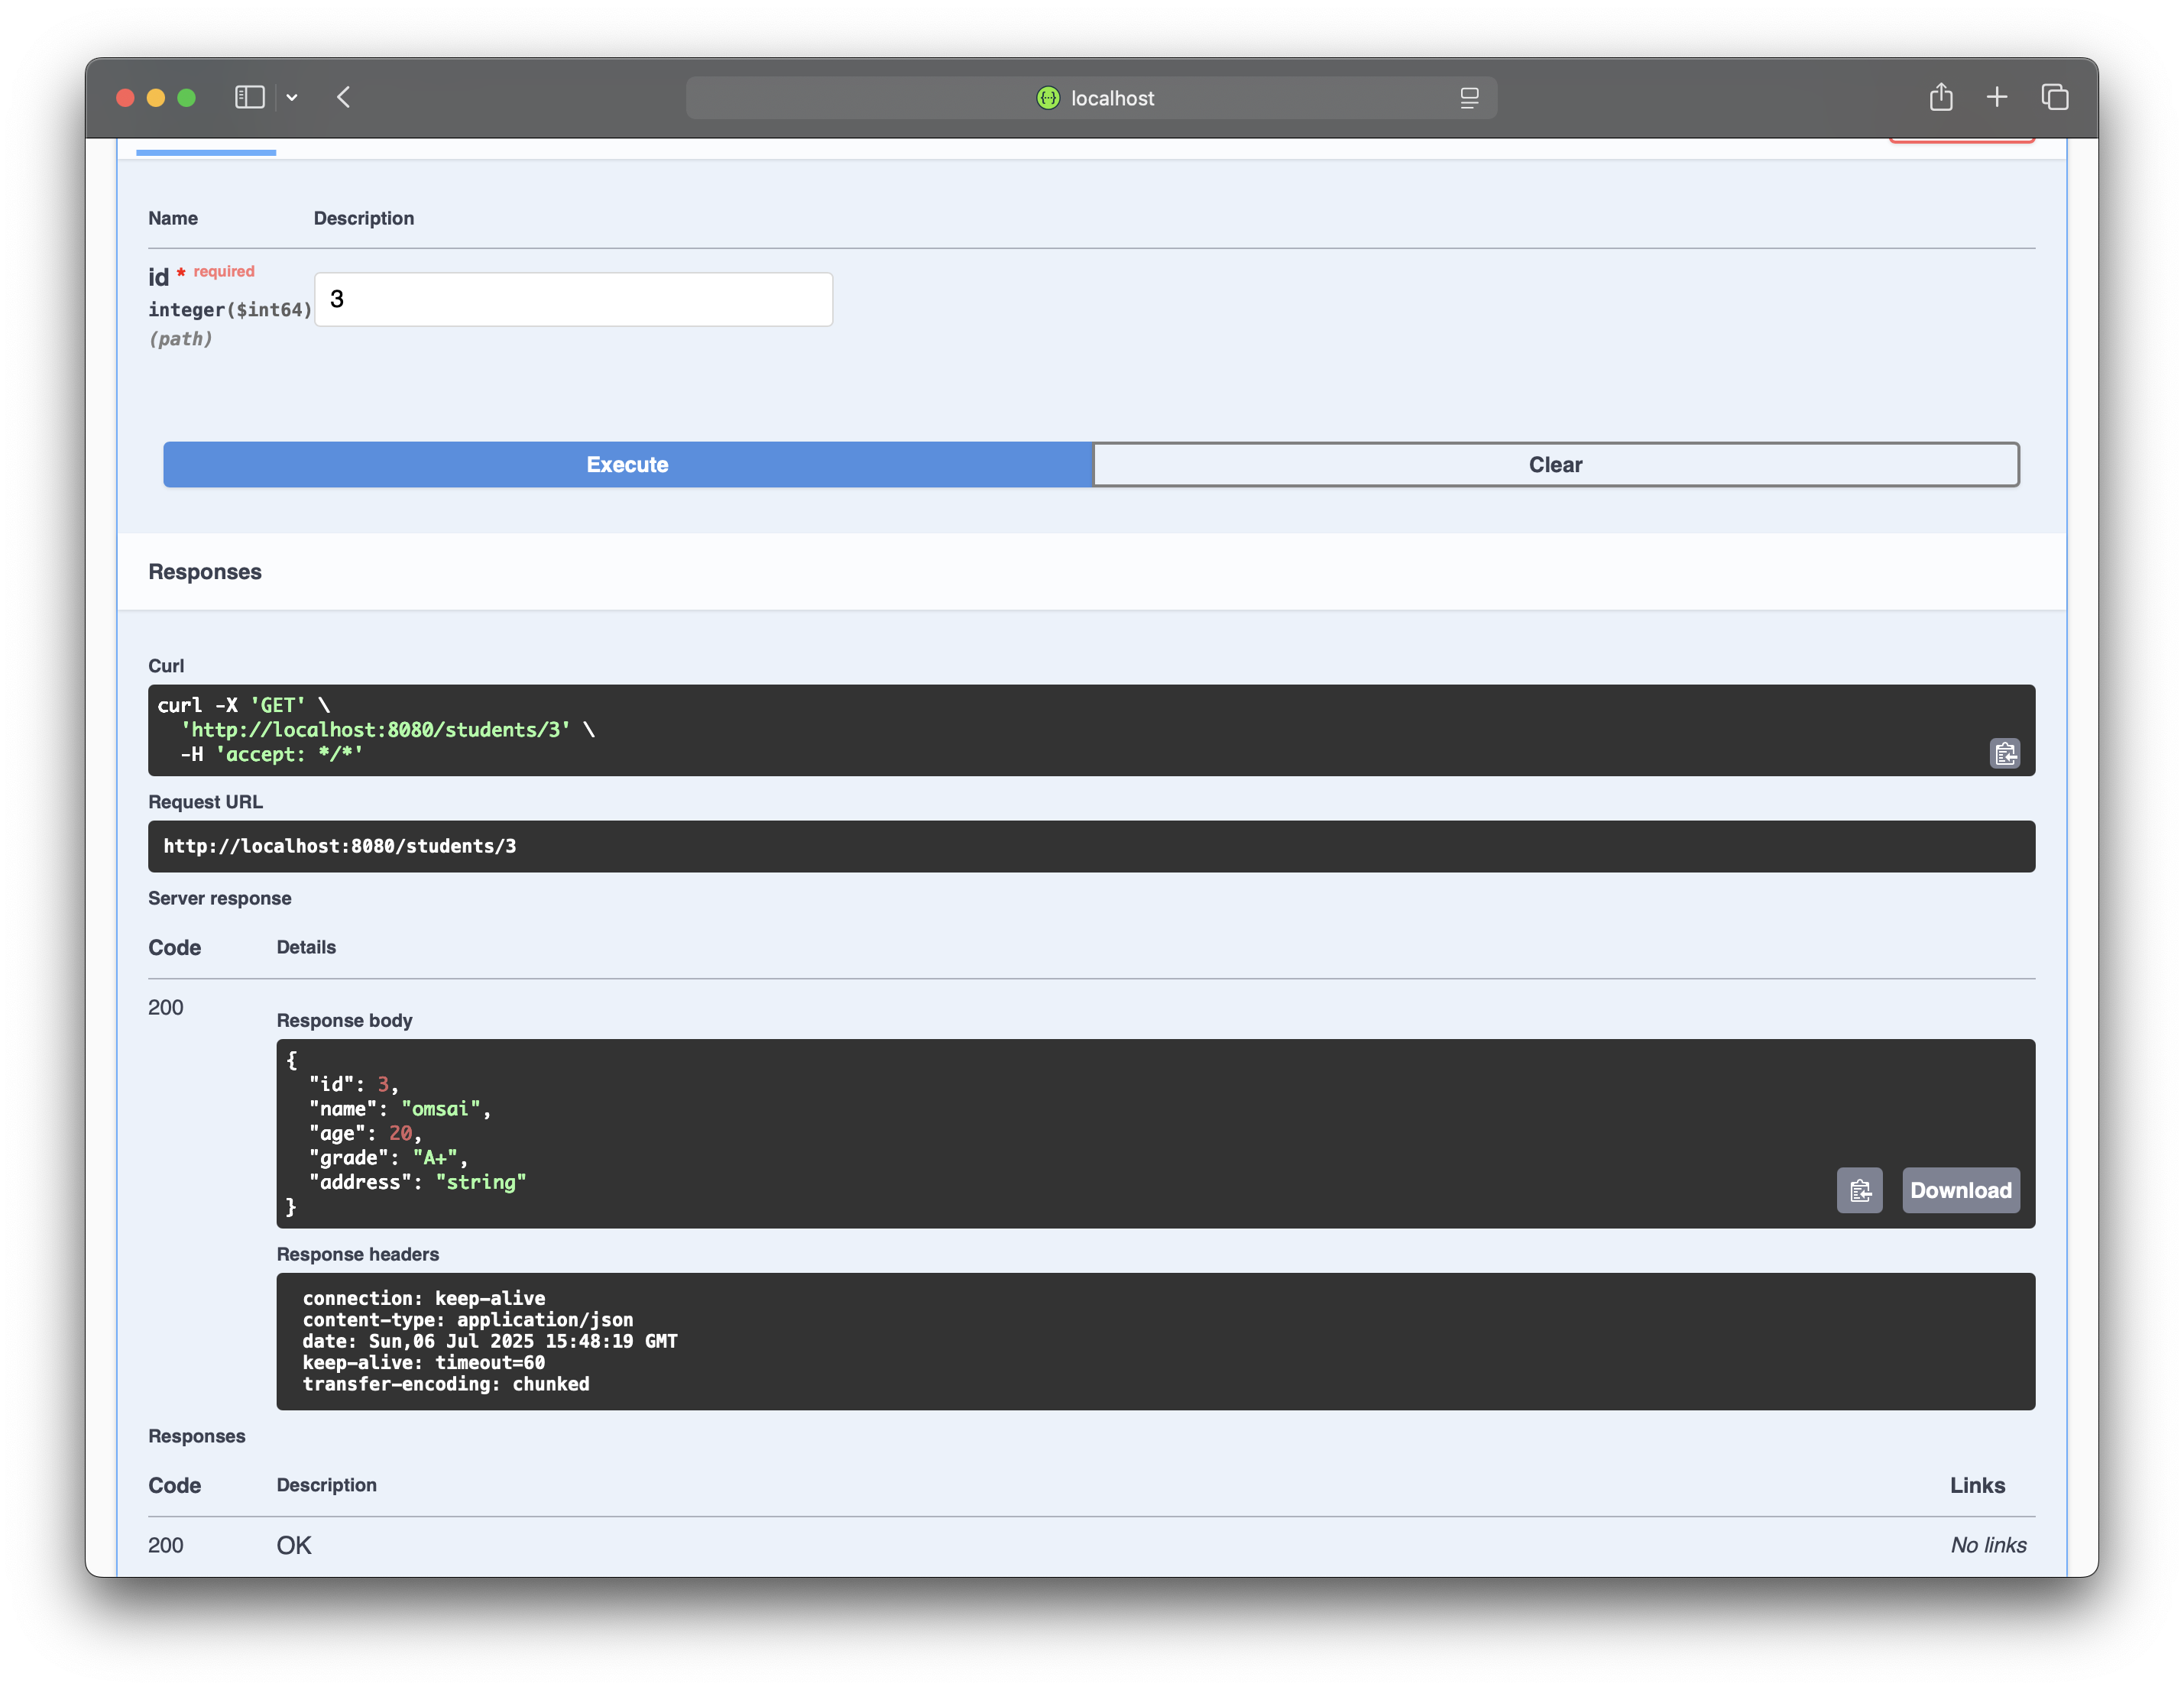 localhost
Name Description
id * required
integer($int64)
(path)
3
Execute Clear
Responses
Curl
curl -X 'GET' \
  'http://localhost:8080/students/3' \
  -H 'accept: */*'
Request URL
http://localhost:8080/students/3
Server response
Code Details
200
Response body
{
  "id": 3,
  "name": "omsai",
  "age": 20,
  "grade": "A+",
  "address": "string"
}
Download
Response headers
connection: keep-alive
content-type: application/json
date: Sun,06 Jul 2025 15:48:19 GMT
keep-alive: timeout=60
transfer-encoding: chunked
Responses
Code Description Links
200 OK No links